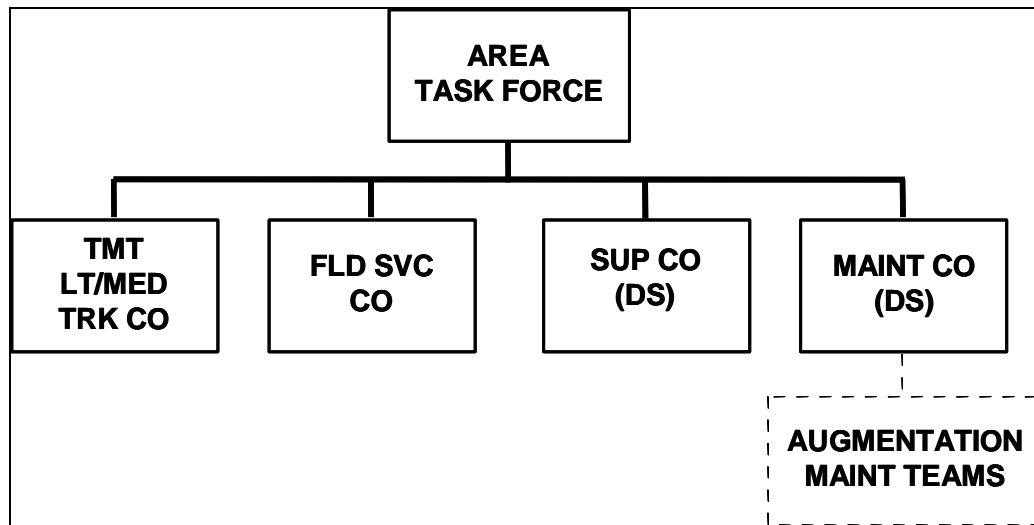 AREA
TASK FORCE
TMT
LT/MED
TRK CO
FLD SVC
CO
SUP CO
(DS)
MAINT CO
(DS)
AUGMENTATION
MAINT TEAMS